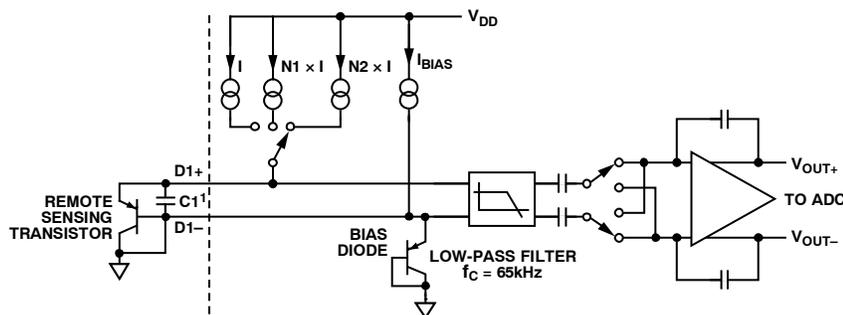 V_DD
I
N1 × I
N2 × I
I_BIAS
D1+
C1¹
D1–
REMOTE
SENSING
TRANSISTOR
BIAS
DIODE
LOW-PASS FILTER
f_C = 65kHz
V_OUT+
TO ADC
V_OUT–